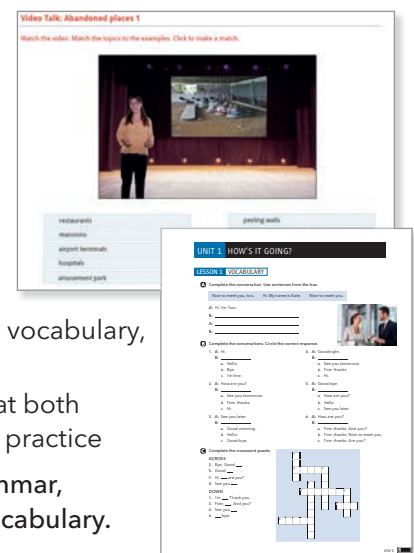 Video Talk: Abandoned places 1
Watch the video. Match the topics to the examples. Click to make a match.
restaurants
peeling walls
mansions
airport terminals
hospitals
amusement park
vocabulary,
at both
practice
mmar,
cabulary.
UNIT 1 HOW'S IT GOING?
LESSON 1 VOCABULARY
A Complete the conversation. Use sentences from the box.
Nice to meet you, too. Hi. My name is Kate. Nice to meet you.
A: Hi. I'm Tom.
B:
A:
B:
B Complete the conversations. Circle the correct response.
1. A: Hi.
B:
a. Hello.
b. Bye.
c. I'm fine.
2. A: How are you?
B:
a. See you tomorrow.
b. Fine, thanks.
c. Hi.
3. A: See you later.
B:
a. Good morning.
b. Hello.
c. Good-bye.
4. A: Goodnight.
B:
a. See you tomorrow.
b. Fine, thanks.
c. Hi.
5. A: Good-bye.
B:
a. How are you?
b. Hello.
c. See you later.
6. A: How are you?
B:
a. Fine, thanks. And you?
b. Fine, thanks. Nice to meet you.
c. Fine, thanks. Are you?
C Complete the crossword puzzle.
ACROSS
2. Bye. Good
5. Good
7. Hi. are you?
8. See you
DOWN
1. I'm . Thank you.
3. Fine, . And you?
4. See you
6. bye.
UNIT 1